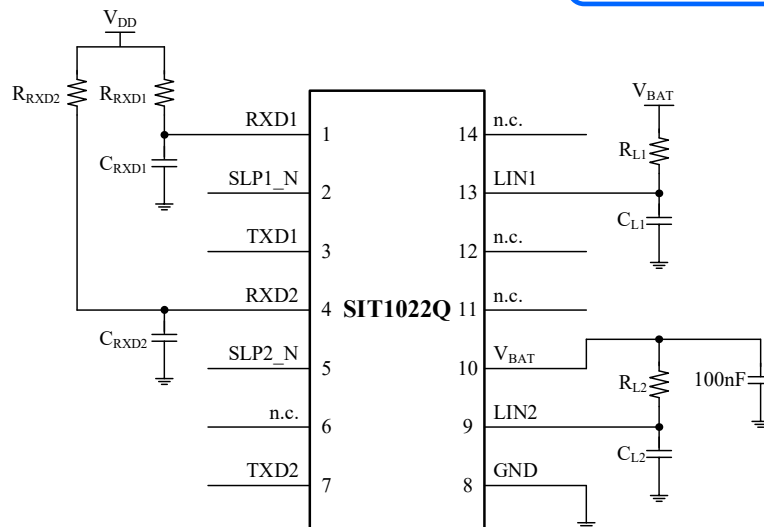 VDD
RRXD2
RRXD1
CRXD1
CRXD2
RXD1
SLP1_N
TXD1
RXD2
SLP2_N
n.c.
TXD2
1
2
3
4
5
6
7
SIT1022Q
14
13
12
11
10
9
8
n.c.
LIN1
n.c.
n.c.
VBAT
LIN2
GND
VBAT
RL1
CL1
RL2
CL2
100nF